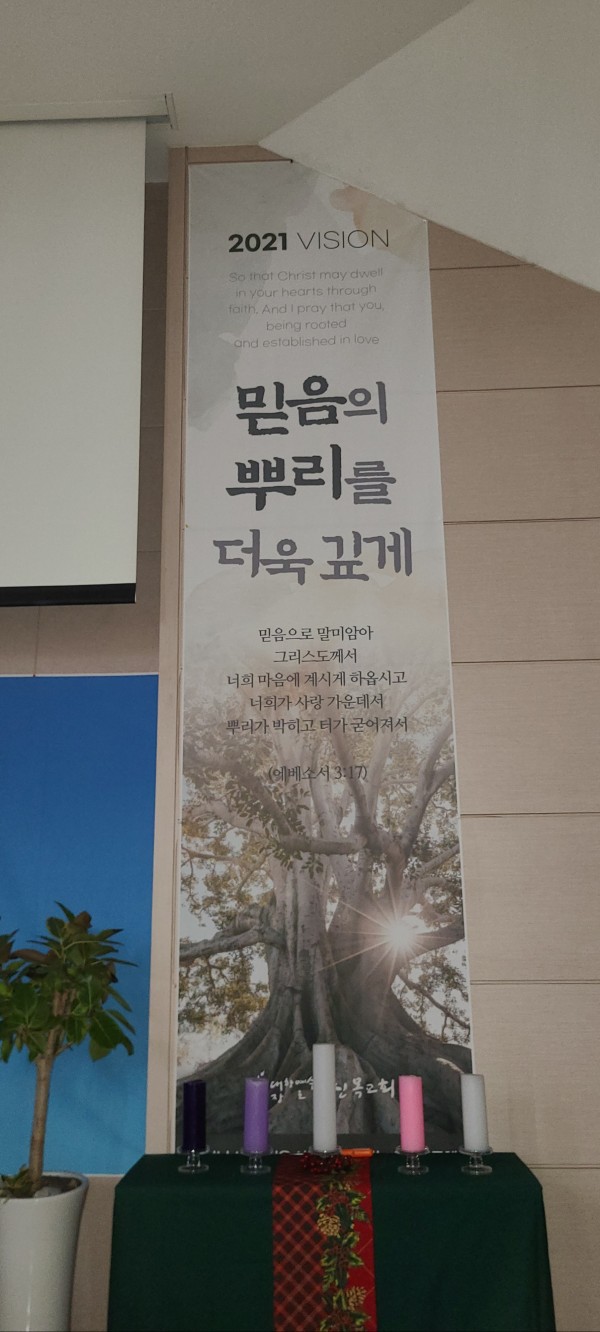 2021 VISION
So that Christ may dwell
in your hearts through
faith. And I pray that you,
being rooted
and established in love
믿음의
뿌리를
더욱 깊게
믿음으로 말미암아
그리스도께서
너희 마음에 계시게 하옵시고
너희가 사랑 가운데서
뿌리가 박히고 터가 굳어져서
(에베소서 3:17)